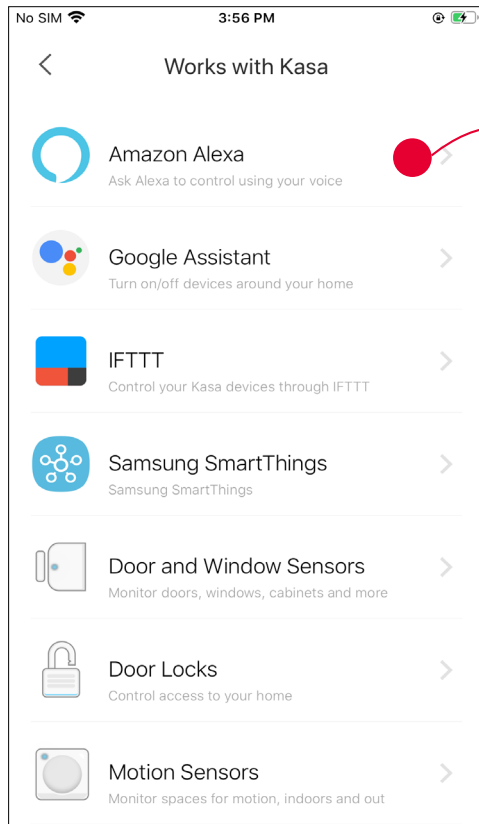 No SIM 3:56 PM
Works with Kasa
Amazon Alexa
Ask Alexa to control using your voice
Google Assistant
Turn on/off devices around your home
IFTTT
Control your Kasa devices through IFTTT
Samsung SmartThings
Samsung SmartThings
Door and Window Sensors
Monitor doors, windows, cabinets and more
Door Locks
Control access to your home
Motion Sensors
Monitor spaces for motion, indoors and out